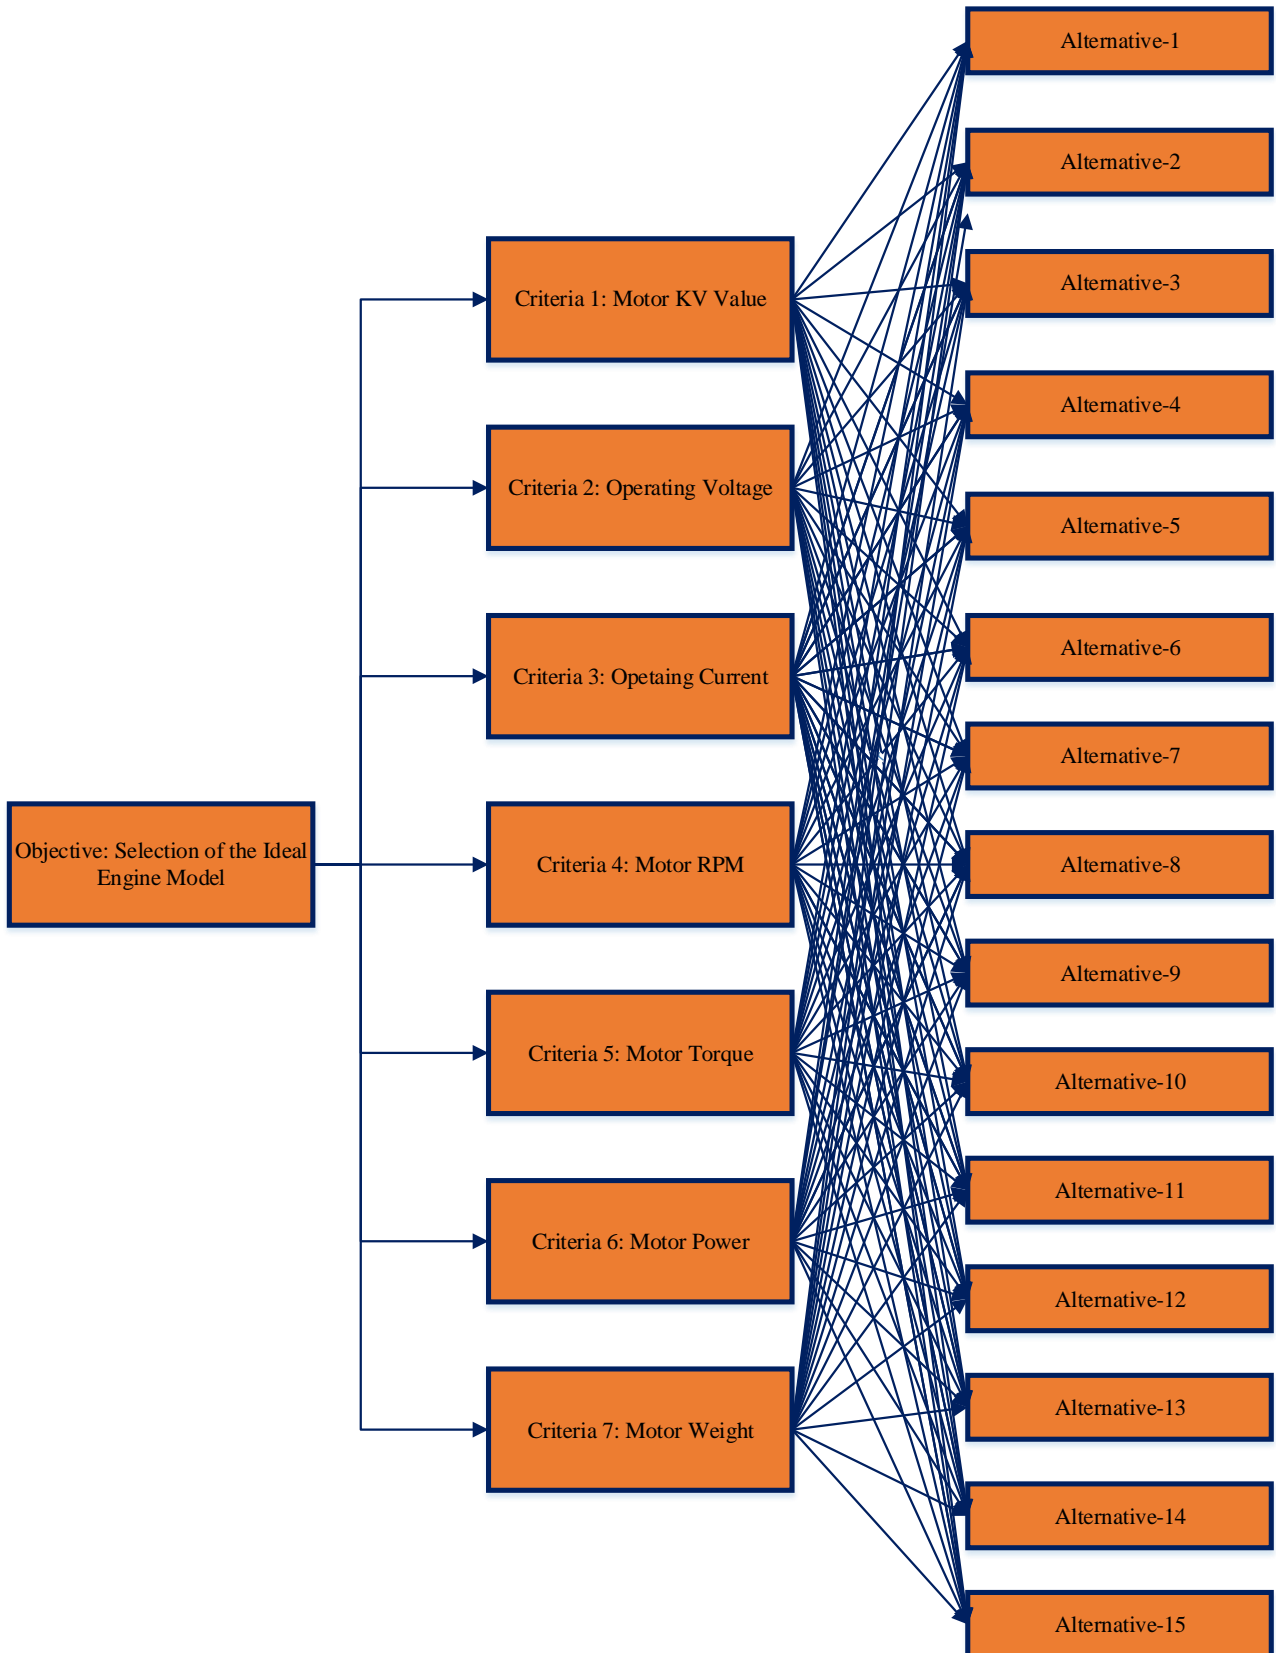 Objective: Selection of the Ideal
Engine Model
Criteria 1: Motor KV Value
Criteria 2: Operating Voltage
Criteria 3: Opetaing Current
Criteria 4: Motor RPM
Criteria 5: Motor Torque
Criteria 6: Motor Power
Criteria 7: Motor Weight
Alternative-1
Alternative-2
Alternative-3
Alternative-4
Alternative-5
Alternative-6
Alternative-7
Alternative-8
Alternative-9
Alternative-10
Alternative-11
Alternative-12
Alternative-13
Alternative-14
Alternative-15